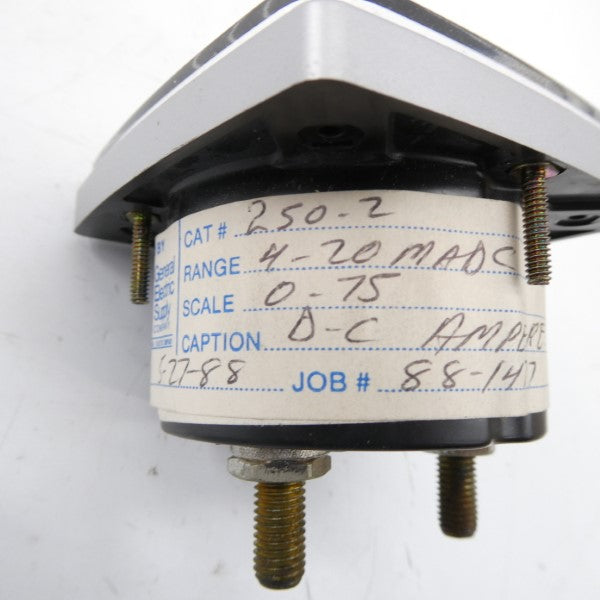 CAT # 250-2
RANGE 4-20 MADC
SCALE 0-75
CAPTION D-C AMPERE
BY
General
Electric
Supply
5-27-88 JOB # 88-147